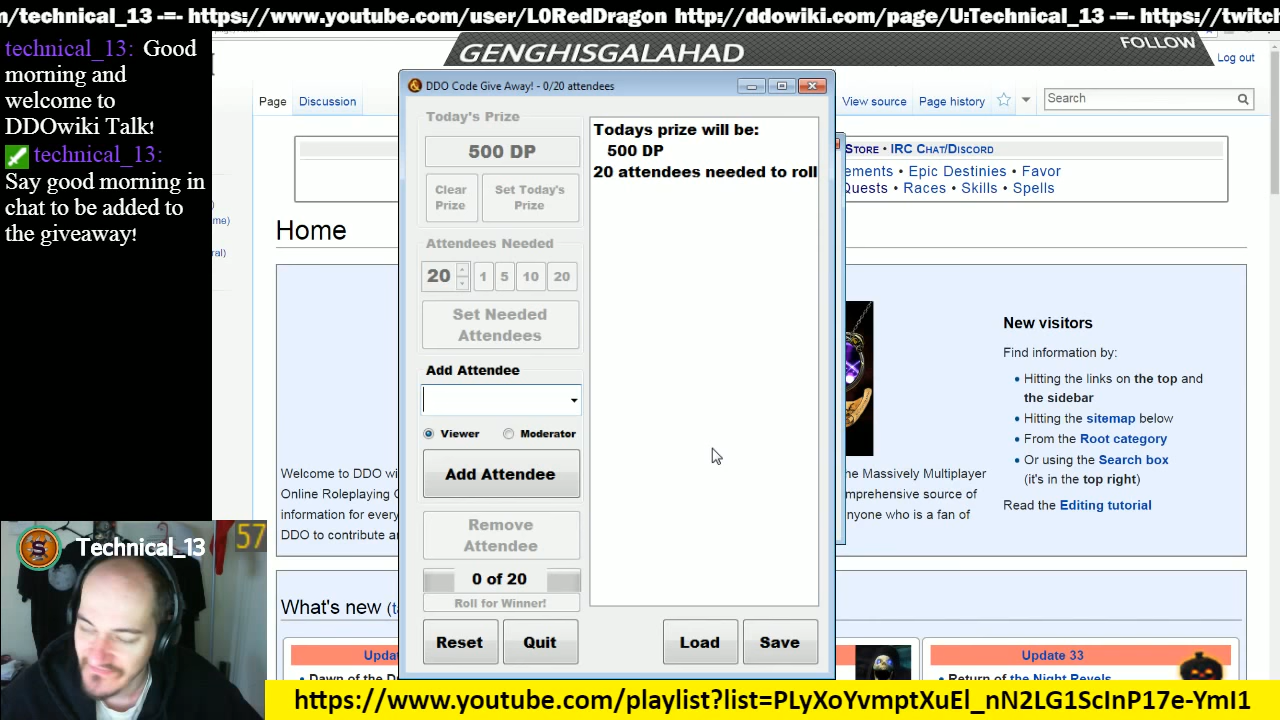 m/technical_13 -=- https://www.youtube.com/user/L0RedDragon http://ddowiki.com/page/U:Technical_13 -=- https://twitch
technical_13: Good
morning and
welcome to
DDOwiki Talk!
technical_13:
Say good morning in
chat to be added to
the giveaway!
GENGHISGALAHAD
FOLLOW
Log out
Page
Discussion
View source
Page history
Search
STORE • IRC CHAT/DISCORD
ements • Epic Destinies • Favor
Quests • Races • Skills • Spells
me)
ral)
Home
DDO Code Give Away! - 0/20 attendees
Today's Prize
500 DP
Clear
Prize
Set Today's
Prize
Attendees Needed
20
1
5
10
20
Set Needed
Attendees
Add Attendee
Viewer
Moderator
Add Attendee
Remove
Attendee
0 of 20
Roll for Winner!
Reset
Quit
Load
Save
Todays prize will be:
500 DP
20 attendees needed to roll
New visitors
Find information by:
Hitting the links on the top and
the sidebar
Hitting the sitemap below
From the Root category
Or using the Search box
(it's in the top right)
Read the Editing tutorial
Welcome to DDO wi
Online Roleplaying G
information for every
DDO to contribute a
he Massively Multiplayer
mprehensive source of
nyone who is a fan of
What's new (t
Upda
Dawn of the D
Update 33
Return of the Night Revels
57
Technical_13
https://www.youtube.com/playlist?list=PLyXoYvmptXuEl_nN2LG1ScInP17e-YmI1